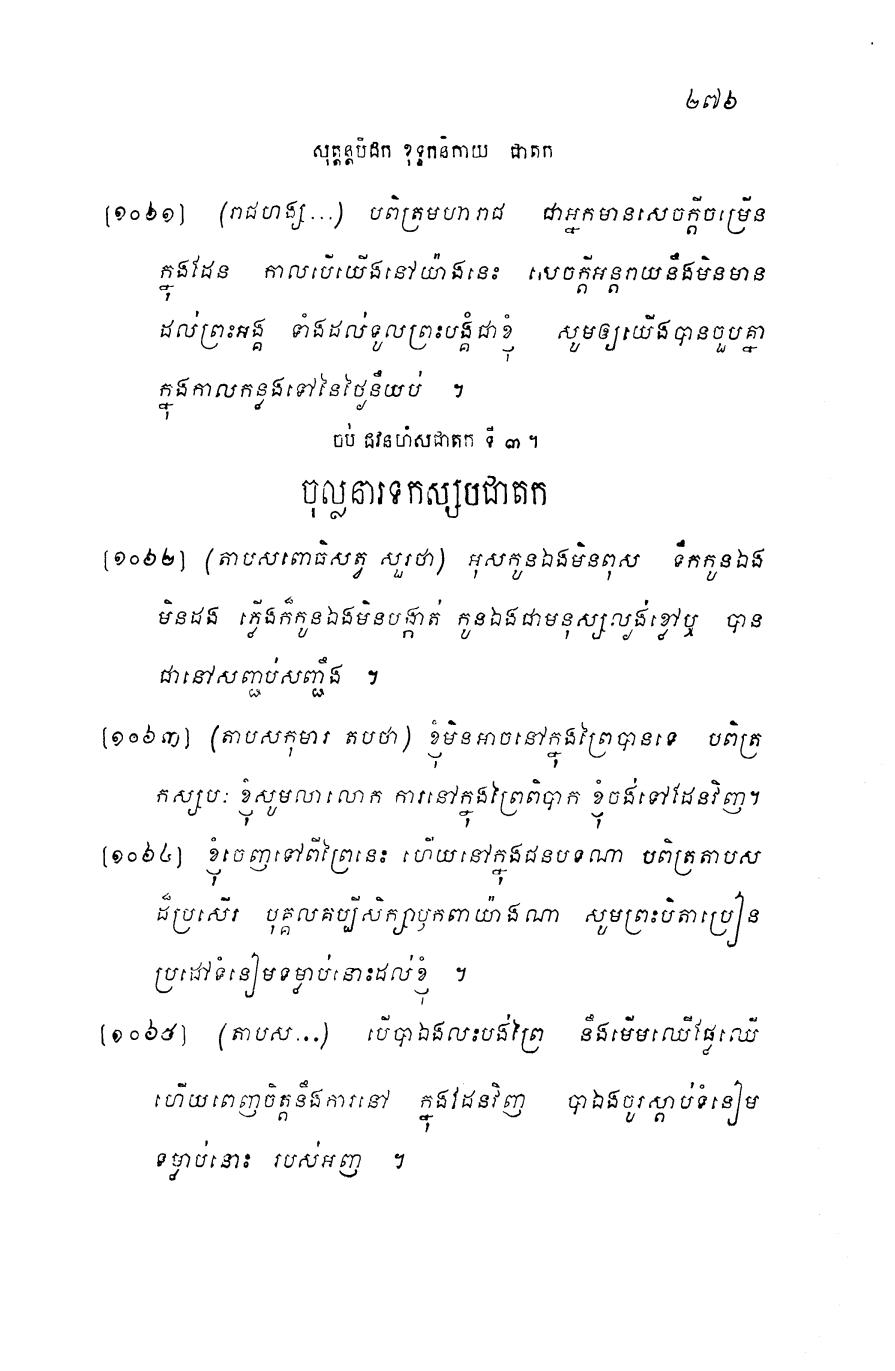 ២៧៦
សុត្តន្តបិដក ខុទ្ទកនិកាយ ជាតក
[១០៦១] (រាជហង្ស...) បពិត្រមហារាជ ជាអ្នកមានសេចក្តីចម្រើន
ក្នុងដែន កាលបើយើងនៅយ៉ាងនេះ សេចក្តីអន្តរាយនឹងមិនមាន
ដល់ព្រះអង្គ ទាំងដល់ទូលព្រះបង្គំជាខ្ញុំ សូមឲ្យយើងបានជួបគ្នា
ក្នុងកាលកន្លងទៅនៃថ្ងៃនឹយប់ ។
ចប់ ជវនហំសជាតក ទី ៣ ។
ចុល្លនារទកស្សបជាតក
[១០៦២] (តាបសពោធិសត្វ សួរថា) អុសកូនឯងមិនពុស ទឹកកូនឯង
មិនដង ភ្លើងក៏កូនឯងមិនបង្កាត់ កូនឯងជាមនុស្សល្ងង់ខ្លៅឬ បាន
ជានៅសញ្ជប់សញ្ជឹង ។
[១០៦៣] (តាបសកុមារ តបថា) ខ្ញុំមិនអាចនៅក្នុងព្រៃបានទេ បពិត្រ
កស្សបៈ ខ្ញុំសូមលាលោក ការនៅក្នុងព្រៃពិបាក ខ្ញុំចង់ទៅដែនវិញ។
[១០៦៤] ខ្ញុំចេញទៅពីព្រៃនេះ ហើយនៅក្នុងជនបទណា បពិត្រតាបស
ដ៏ប្រសើរ បុគ្គលគប្បីសិក្សាឫកពាយ៉ាងណា សូមព្រះបិតាប្រៀន
ប្រដៅទំនៀមទម្លាប់នោះដល់ខ្ញុំ ។
[១០៦៥] (តាបស...) បើបាឯងលះបង់ព្រៃ នឹងមើមឈើផ្លែឈើ
ហើយពេញចិត្តនឹងការនៅ ក្នុងដែនវិញ បាឯងចូរស្តាប់ទំនៀម
ទម្លាប់នោះ របស់អញ ។